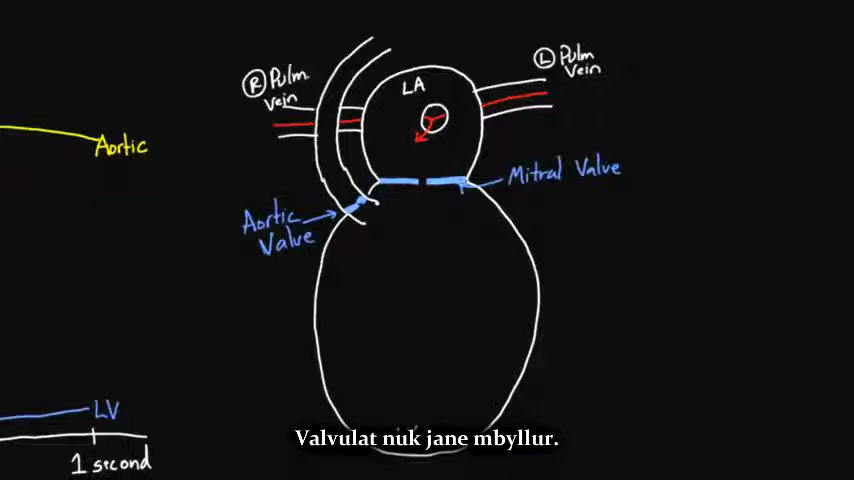 Ⓡ Pulm
vein
LA
Ⓛ Pulm
vein
Aortic
Mitral Valve
Aortic
Valve
LV
1 second
Valvulat nuk jane mbyllur.